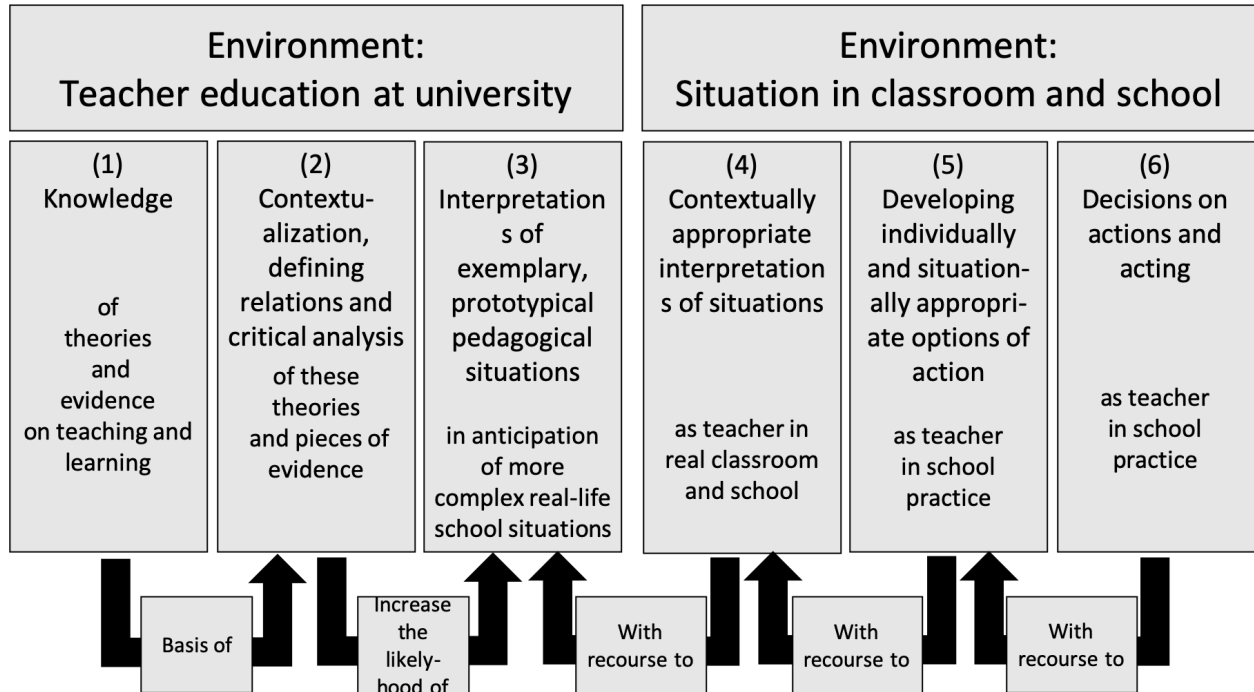 Environment:
Teacher education at university
Environment:
Situation in classroom and school
(1)
Knowledge
of
theories
and
evidence
on teaching and
learning
(2)
Contextu-
alization,
defining
relations and
critical analysis
of these
theories
and pieces of
evidence
(3)
Interpretation
s of
exemplary,
prototypical
pedagogical
situations
in anticipation
of more
complex real-life
school situations
(4)
Contextually
appropriate
interpretation
s of situations
as teacher in
real classroom
and school
(5)
Developing
individually
and situation-
ally appropri-
ate options of
action
as teacher
in school
practice
(6)
Decisions on
actions and
acting
as teacher
in school
practice
Basis of
Increase
the
likely-
hood of
With
recourse to
With
recourse to
With
recourse to